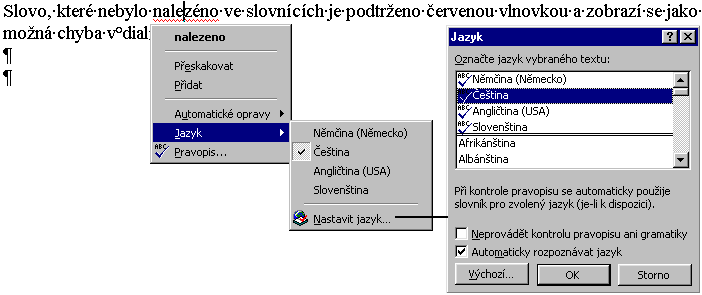 Slovo,·které·nebylo·nalezéno·ve·slovnících·je·podtrženo·červenou·vlnovkou·a·zobrazí·se·jako·
možná·chyba·v°dial
¶
¶
nalezeno
Přeskakovat
Přidat
Automatické opravy
Jazyk
Pravopis...
Němčina (Německo)
Čeština
Angličtina (USA)
Slovenština
Nastavit jazyk...
Jazyk
Označte jazyk vybraného textu:
Němčina (Německo)
Čeština
Angličtina (USA)
Slovenština
Afrikánština
Albánština
Při kontrole pravopisu se automaticky použije
slovník pro zvolený jazyk (je-li k dispozici).
Neprovádět kontrolu pravopisu ani gramatiky
Automaticky rozpoznávat jazyk
Výchozí...
OK
Storno